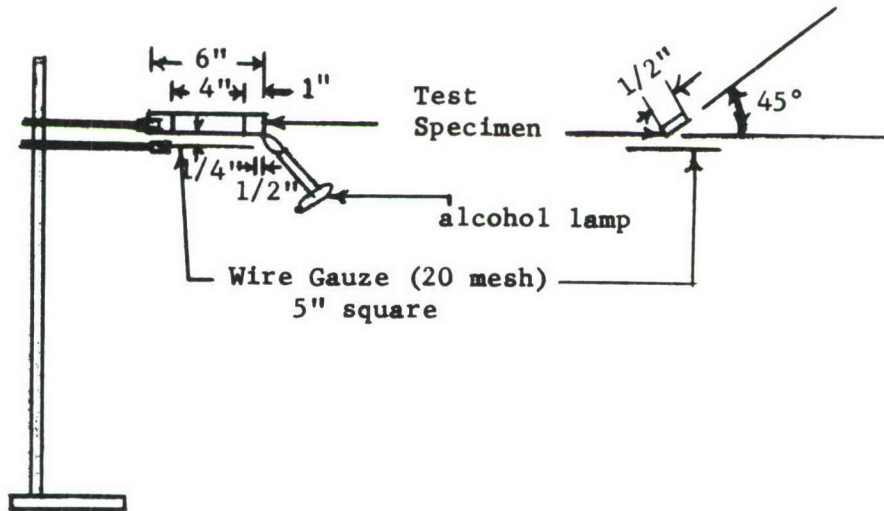 6"
4"
1"
Test
Specimen
1/4"
1/2"
alcohol lamp
Wire Gauze (20 mesh)
5" square
1/2"
45°